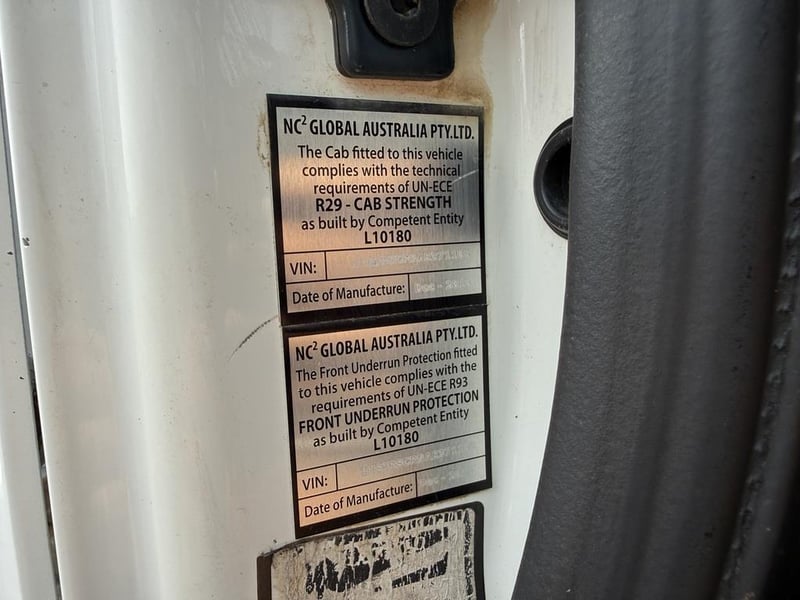 NC² GLOBAL AUSTRALIA PTY.LTD.
The Cab fitted to this vehicle
complies with the technical
requirements of UN-ECE
R29 - CAB STRENGTH
as built by Competent Entity
L10180
VIN:
Date of Manufacture: Dec -
NC² GLOBAL AUSTRALIA PTY.LTD.
The Front Underrun Protection fitted
to this vehicle complies with the
requirements of UN-ECE R93
FRONT UNDERRUN PROTECTION
as built by Competent Entity
L10180
VIN:
Date of Manufacture: Dec -